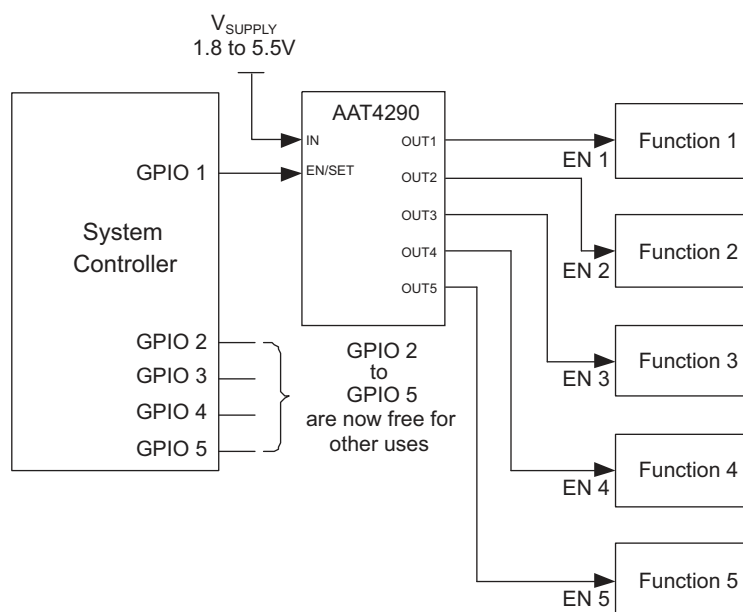 VSUPPLY
1.8 to 5.5V
AAT4290
IN
EN/SET
OUT1
OUT2
OUT3
OUT4
OUT5
GPIO 1
System
Controller
GPIO 2
GPIO 3
GPIO 4
GPIO 5
GPIO 2
to
GPIO 5
are now free for
other uses
EN 1
Function 1
EN 2
Function 2
EN 3
Function 3
EN 4
Function 4
EN 5
Function 5